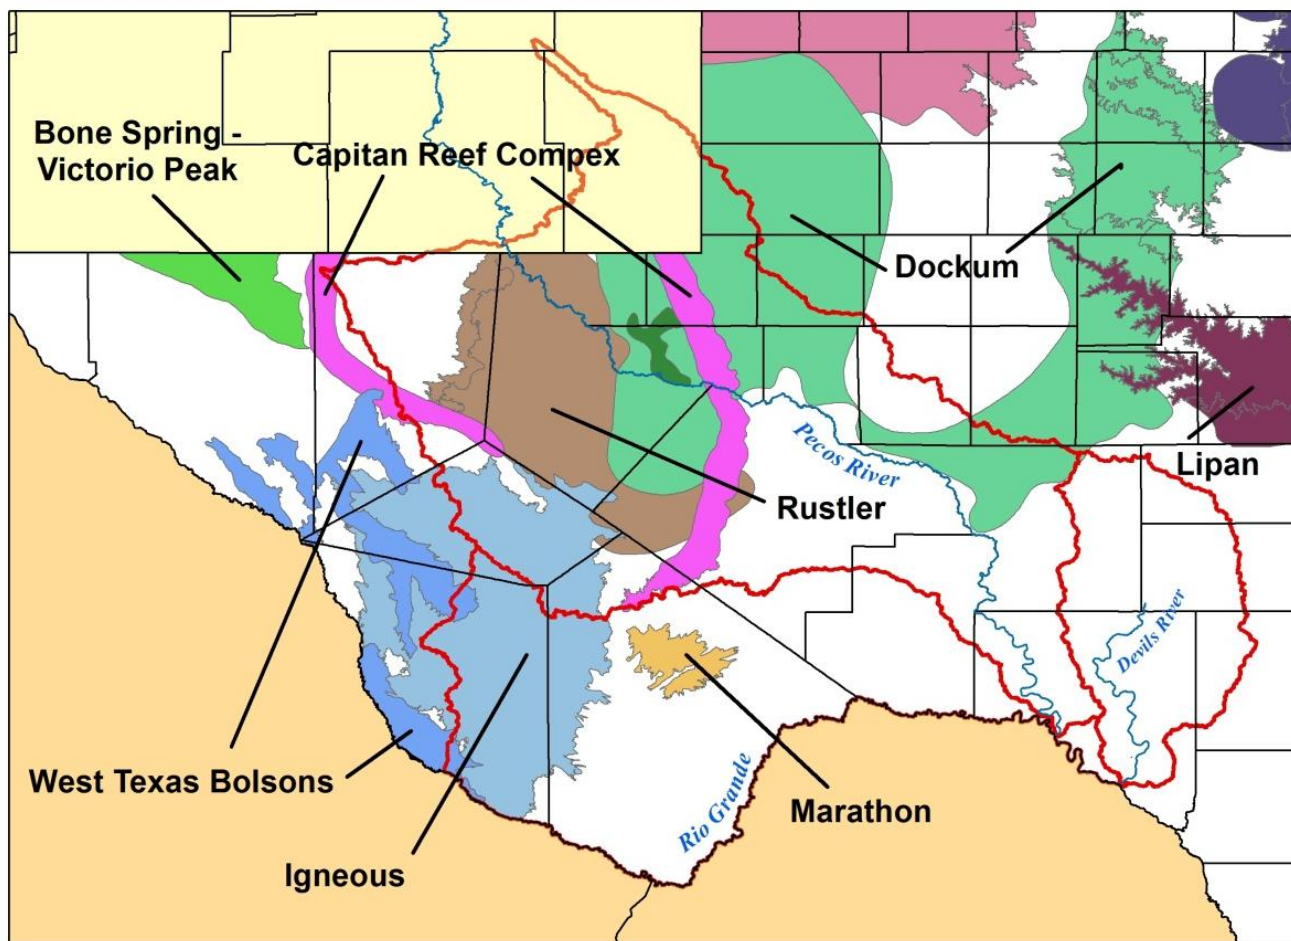 Bone Spring -
Victorio Peak
Capitan Reef Compex
Dockum
Lipan
Pecos River
Rustler
Devils River
West Texas Bolsons
Rio Grande
Marathon
Igneous